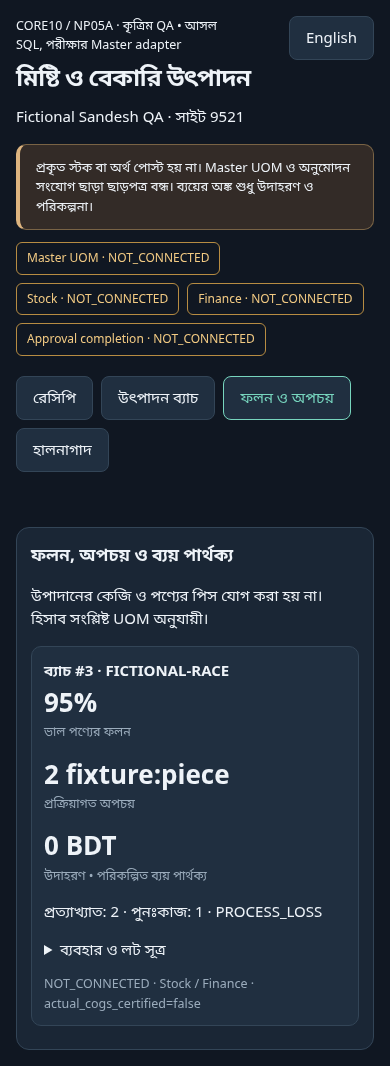 CORE10 / NP05A · কৃত্রিম QA • আসল
SQL, পরীক্ষার Master adapter
English
মিষ্টি ও বেকারি উৎপাদন
Fictional Sandesh QA · সাইট 9521
প্রকৃত স্টক বা অর্থ পোস্ট হয় না। Master UOM ও অনুমোদন
সংযোগ ছাড়া ছাড়পত্র বন্ধ। ব্যয়ের অঙ্ক শুধু উদাহরণ ও
পরিকল্পনা।
Master UOM · NOT_CONNECTED
Stock · NOT_CONNECTED
Finance · NOT_CONNECTED
Approval completion · NOT_CONNECTED
রেসিপি
উৎপাদন ব্যাচ
ফলন ও অপচয়
হালনাগাদ
ফলন, অপচয় ও ব্যয় পার্থক্য
উপাদানের কেজি ও পণ্যের পিস যোগ করা হয় না।
হিসাব সংশ্লিষ্ট UOM অনুযায়ী।
ব্যাচ #3 · FICTIONAL-RACE
95%
ভাল পণ্যের ফলন
2 fixture:piece
প্রক্রিয়াগত অপচয়
0 BDT
উদাহরণ • পরিকল্পিত ব্যয় পার্থক্য
প্রত্যাখ্যাত: 2 · পুনঃকাজ: 1 · PROCESS_LOSS
▶ ব্যবহার ও লট সূত্র
NOT_CONNECTED · Stock / Finance ·
actual_cogs_certified=false